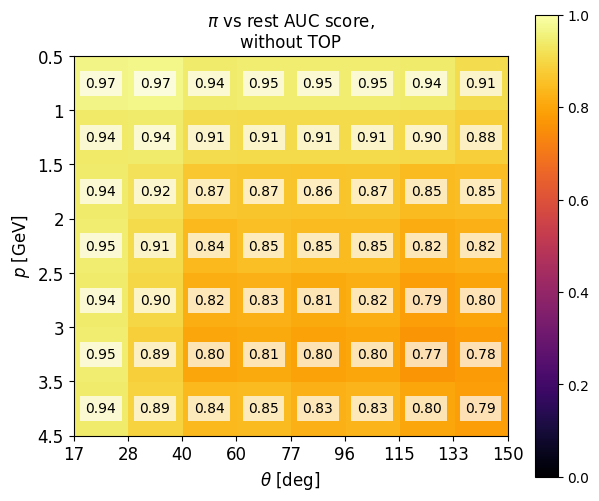 π vs rest AUC score,
without TOP
0.5
1
1.5
2
2.5
3
3.5
4.5
p [GeV]
0.97 0.97 0.94 0.95 0.95 0.95 0.94 0.91
0.94 0.94 0.91 0.91 0.91 0.91 0.90 0.88
0.94 0.92 0.87 0.87 0.86 0.87 0.85 0.85
0.95 0.91 0.84 0.85 0.85 0.85 0.82 0.82
0.94 0.90 0.82 0.83 0.81 0.82 0.79 0.80
0.95 0.89 0.80 0.81 0.80 0.80 0.77 0.78
0.94 0.89 0.84 0.85 0.83 0.83 0.80 0.79
17 28 40 60 77 96 115 133 150
θ [deg]
1.0
0.8
0.6
0.4
0.2
0.0